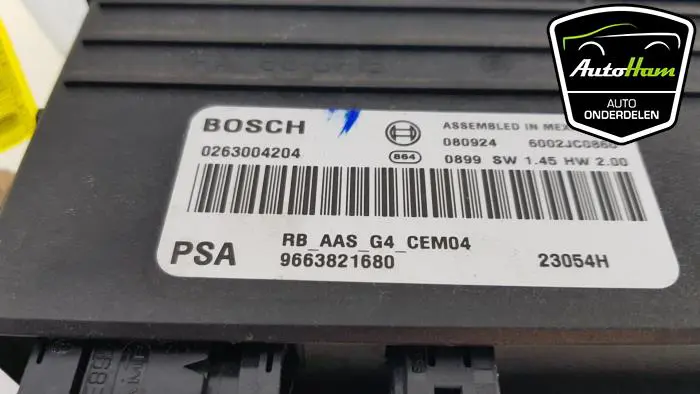 AutoHam
AUTO
ONDERDELEN
BOSCH
ASSEMBLED IN MEX
0263004204
080924
864
0899 SW 1.45 HW 2.00
PSA
RB_AAS_G4_CEM04
9663821680
23054H